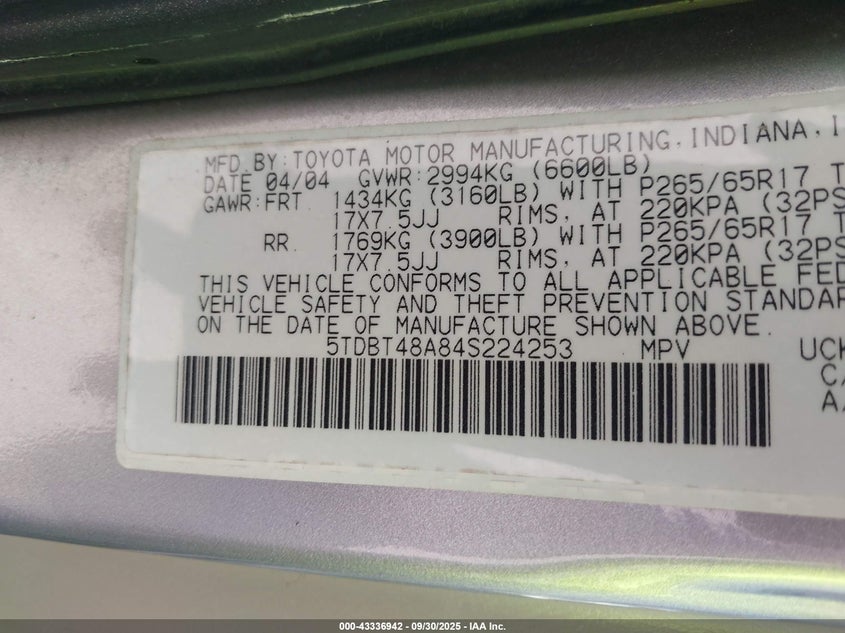 MFD BY: TOYOTA MOTOR MANUFACTURING, INDIANA, I
DATE 04/04 GVWR: 2994KG (6600LB)
GAWR: FRT. 1434KG (3160LB) WITH P265/65R17 T
17X7.5JJ RIMS, AT 220KPA (32PS
RR. 1769KG (3900LB) WITH P265/65R17 T
17X7.5JJ RIMS, AT 220KPA (32PS
THIS VEHICLE CONFORMS TO ALL APPLICABLE FED
VEHICLE SAFETY AND THEFT PREVENTION STANDAR
ON THE DATE OF MANUFACTURE SHOWN ABOVE.
5TDBT48A84S224253 MPV UCK
C/
A/
000-43336942 - 09/30/2025 - IAA Inc.